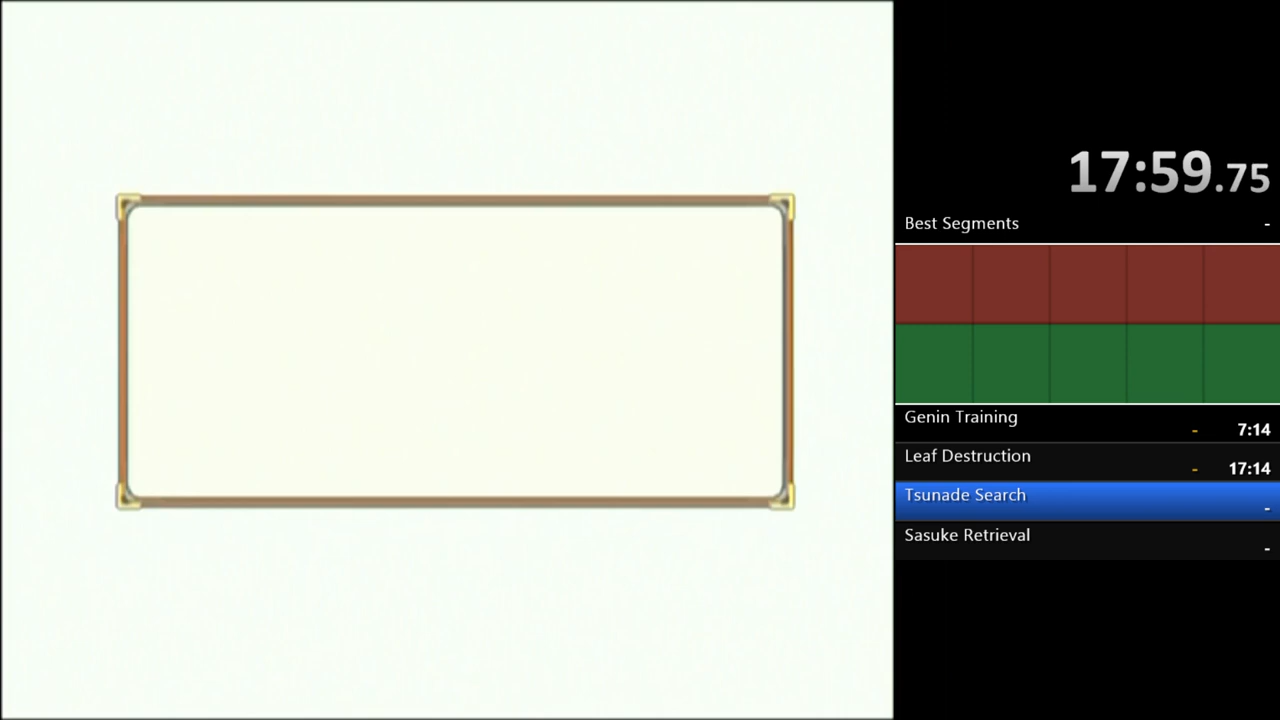 17:59.75
Best Segments -
Genin Training - 7:14
Leaf Destruction - 17:14
Tsunade Search -
Sasuke Retrieval -